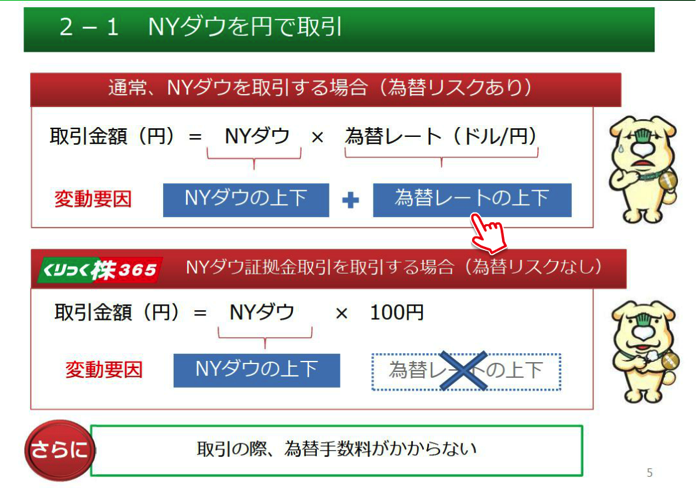 ２－１　NYダウを円で取引
通常、NYダウを取引する場合（為替リスクあり）
取引金額（円）＝　NYダウ　×　為替レート（ドル/円）
変動要因　NYダウの上下　＋　為替レートの上下
くりっく株365　NYダウ証拠金取引を取引する場合（為替リスクなし）
取引金額（円）＝　NYダウ　×　100円
変動要因　NYダウの上下　為替レートの上下
さらに　取引の際、為替手数料がかからない
5